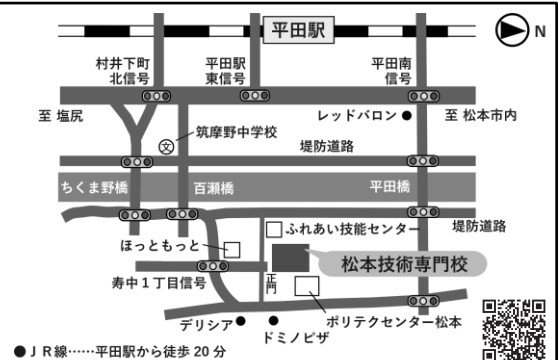 平田駅
N
村井下町
北信号
平田駅
東信号
平田南
信号
至 塩尻
レッドバロン
至 松本市内
筑摩野中学校
文
堤防道路
ちくま野橋
百瀬橋
平田橋
ふれあい技能センター
堤防道路
ほっともっと
松本技術専門校
寿中1丁目信号
正門
デリシア
ドミノピザ
ポリテクセンター松本
●JR線……平田駅から徒歩20分